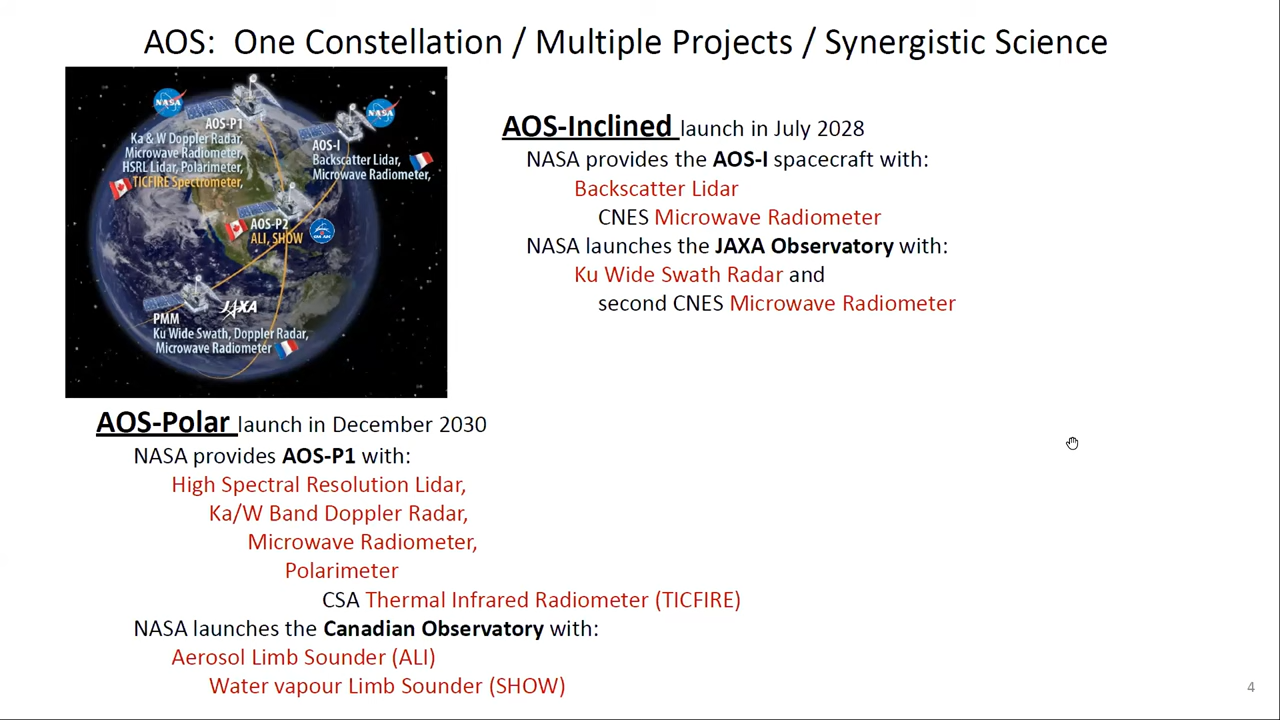 AOS: One Constellation / Multiple Projects / Synergistic Science
NASA
AOS-P1
Ka & W Doppler Radar,
Microwave Radiometer,
HSRL Lidar, Polarimeter,
TICFIRE Spectrometer,
NASA
AOS-I
Backscatter Lidar,
Microwave Radiometer,
AOS-P2
ALI, SHOW
JAXA
PMM
Ku Wide Swath, Doppler Radar,
Microwave Radiometer
AOS-Inclined launch in July 2028
NASA provides the AOS-I spacecraft with:
Backscatter Lidar
CNES Microwave Radiometer
NASA launches the JAXA Observatory with:
Ku Wide Swath Radar and
second CNES Microwave Radiometer
AOS-Polar launch in December 2030
NASA provides AOS-P1 with:
High Spectral Resolution Lidar,
Ka/W Band Doppler Radar,
Microwave Radiometer,
Polarimeter
CSA Thermal Infrared Radiometer (TICFIRE)
NASA launches the Canadian Observatory with:
Aerosol Limb Sounder (ALI)
Water vapour Limb Sounder (SHOW)
4